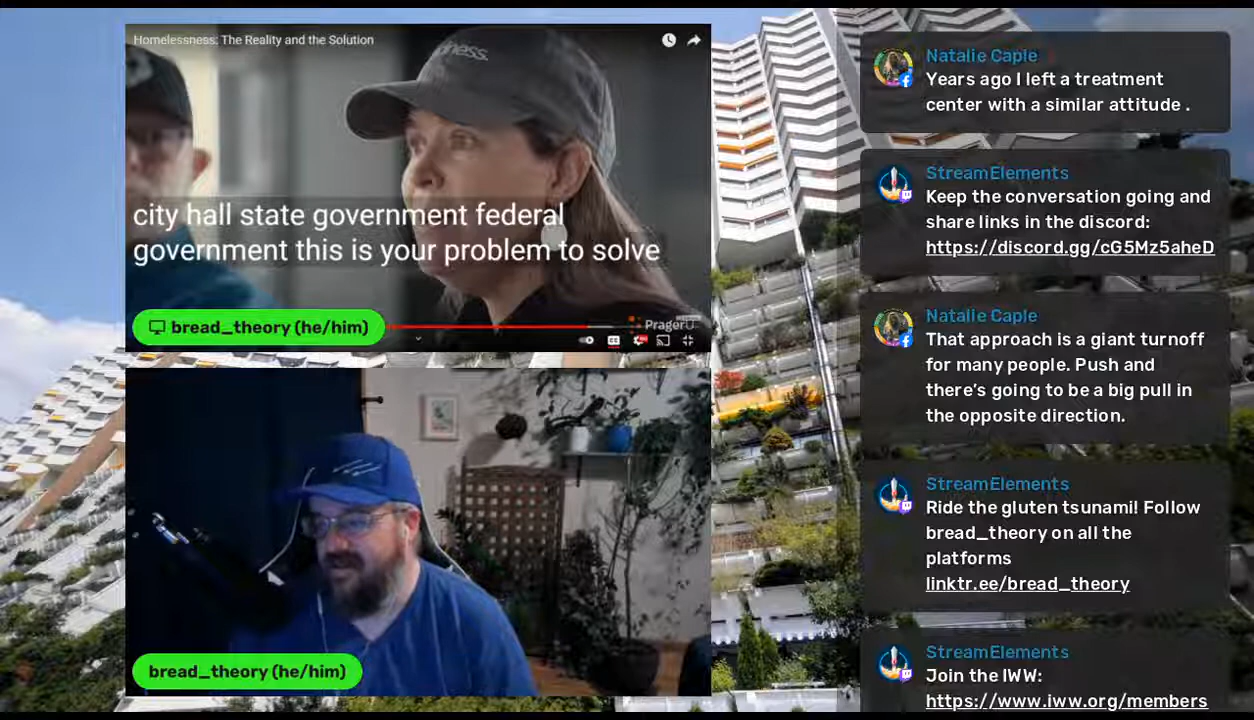 Homelessness: The Reality and the Solution
ness.
city hall state government federal
government this is your problem to solve
bread_theory (he/him)
PragerU
bread_theory (he/him)
Natalie Caple
Years ago I left a treatment
center with a similar attitude .
StreamElements
Keep the conversation going and
share links in the discord:
https://discord.gg/cG5Mz5aheD
Natalie Caple
That approach is a giant turnoff
for many people. Push and
there's going to be a big pull in
the opposite direction.
StreamElements
Ride the gluten tsunami! Follow
bread_theory on all the
platforms
linktr.ee/bread_theory
StreamElements
Join the IWW:
https://www.iww.org/members